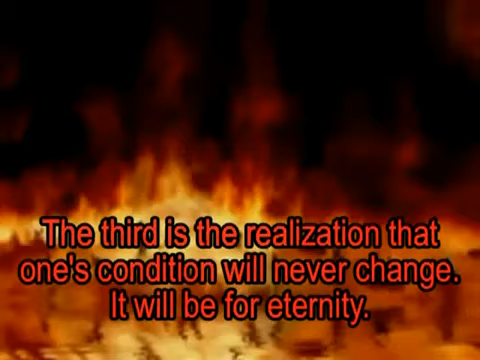 The third is the realization that
one's condition will never change.
It will be for eternity.